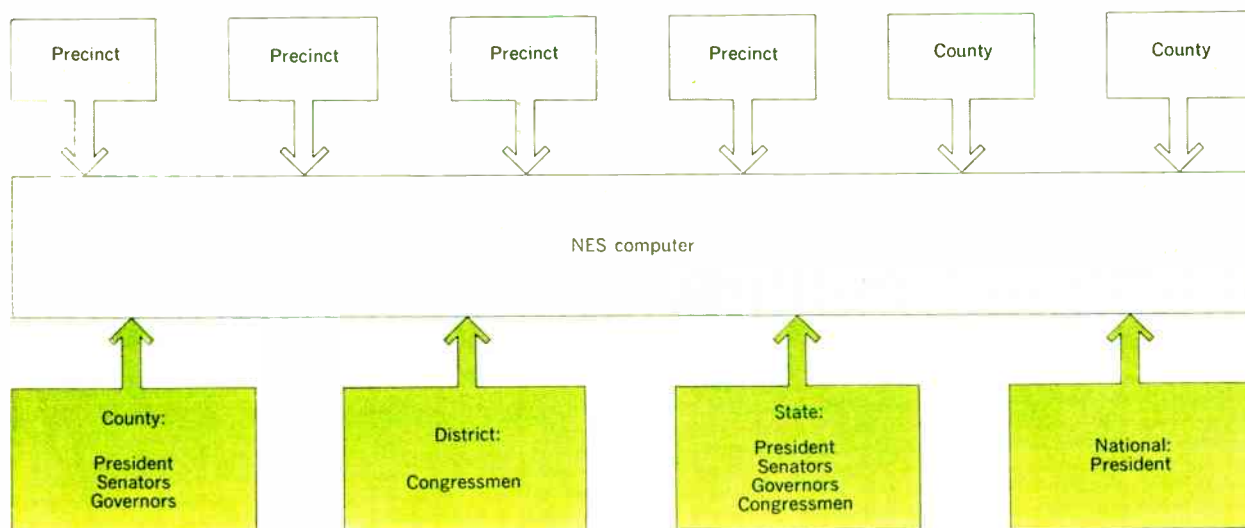 Precinct
Precinct
Precinct
Precinct
County
County
NES computer
County:
President
Senators
Governors
District:
Congressmen
State:
President
Senators
Governors
Congressmen
National:
President